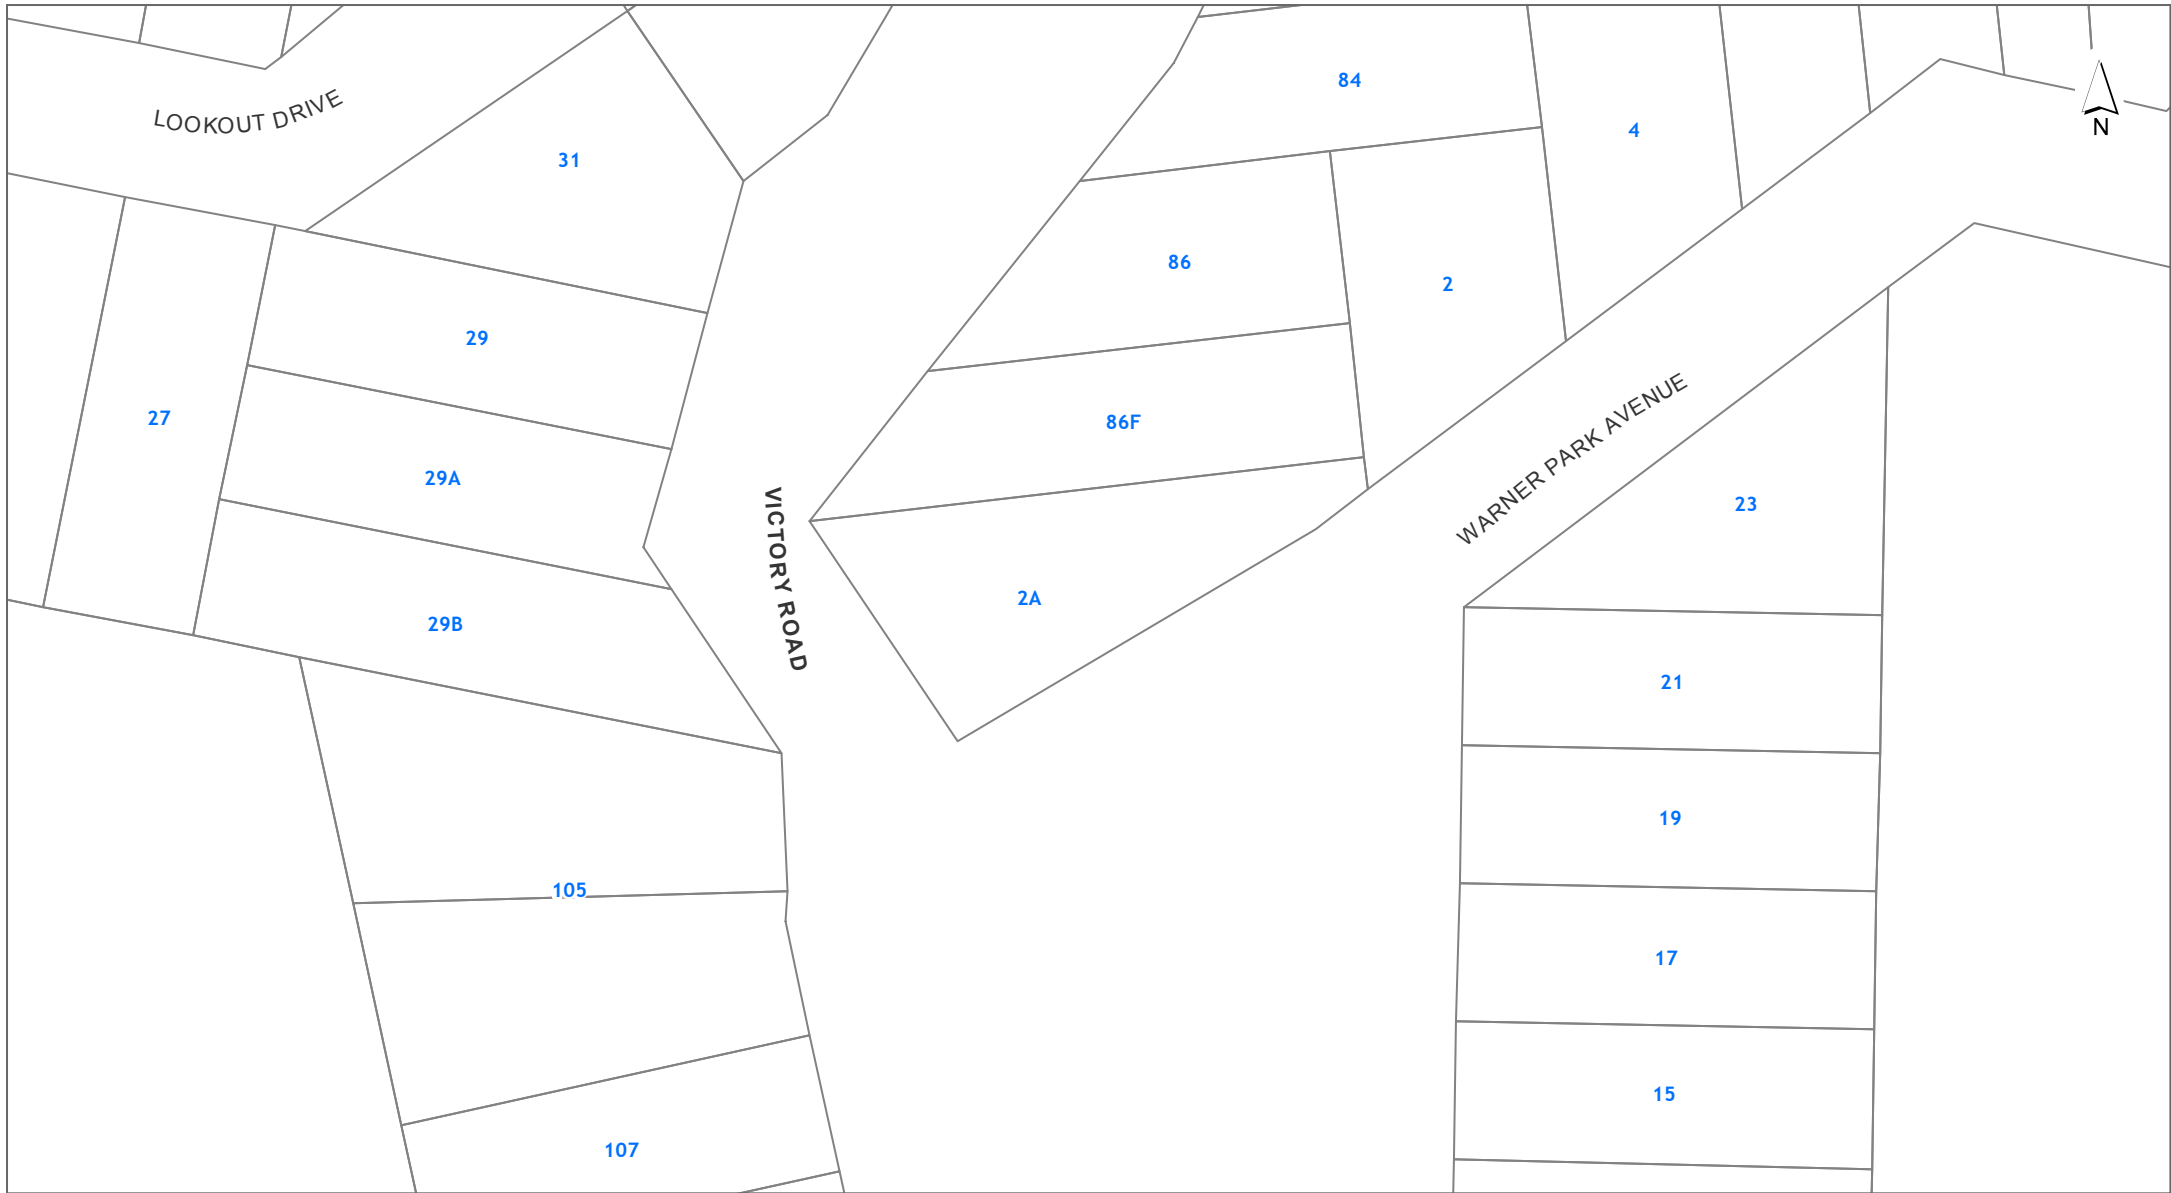 84
LOOKOUT DRIVE
4
N
31
86
2
29
27
86F
WARNER PARK AVENUE
29A
23
VICTORY ROAD
2A
29B
21
19
105
17
15
107